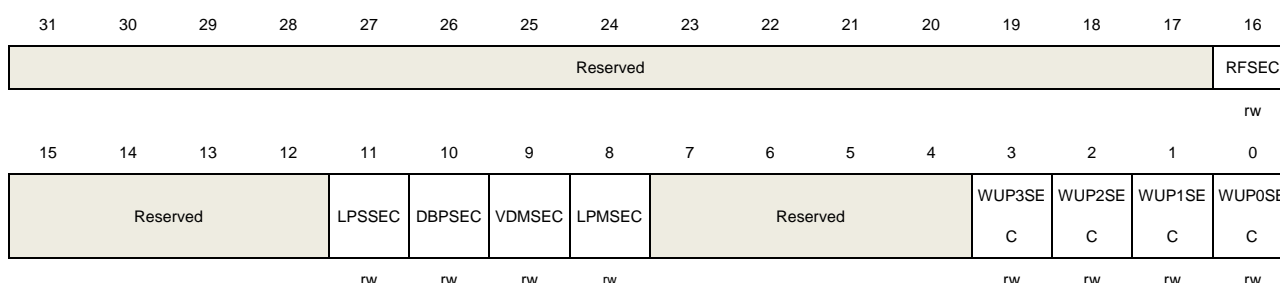 31 30 29 28 27 26 25 24 23 22 21 20 19 18 17 16
Reserved RFSEC
rw
15 14 13 12 11 10 9 8 7 6 5 4 3 2 1 0
Reserved LPSSEC DBPSEC VDMSEC LPMSEC Reserved WUP3SE WUP2SE WUP1SE WUP0SE
C C C C
rw rw rw rw rw rw rw rw